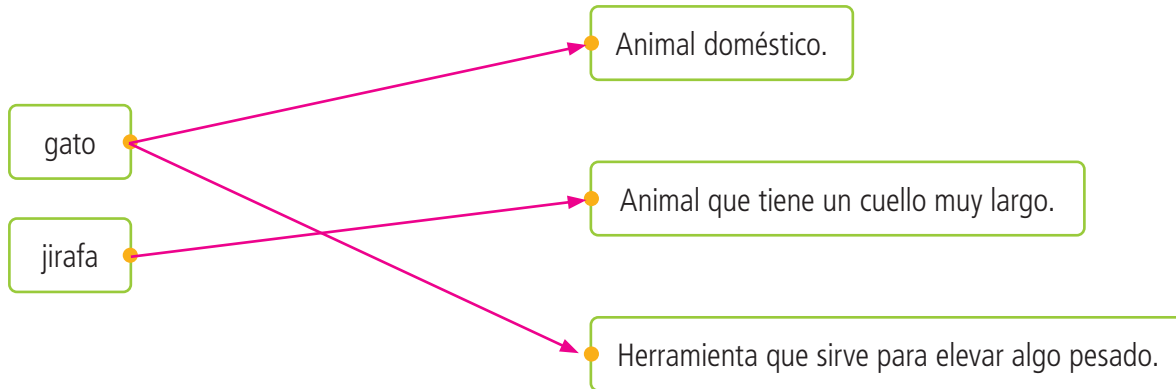 Animal doméstico.
gato
Animal que tiene un cuello muy largo.
jirafa
Herramienta que sirve para elevar algo pesado.